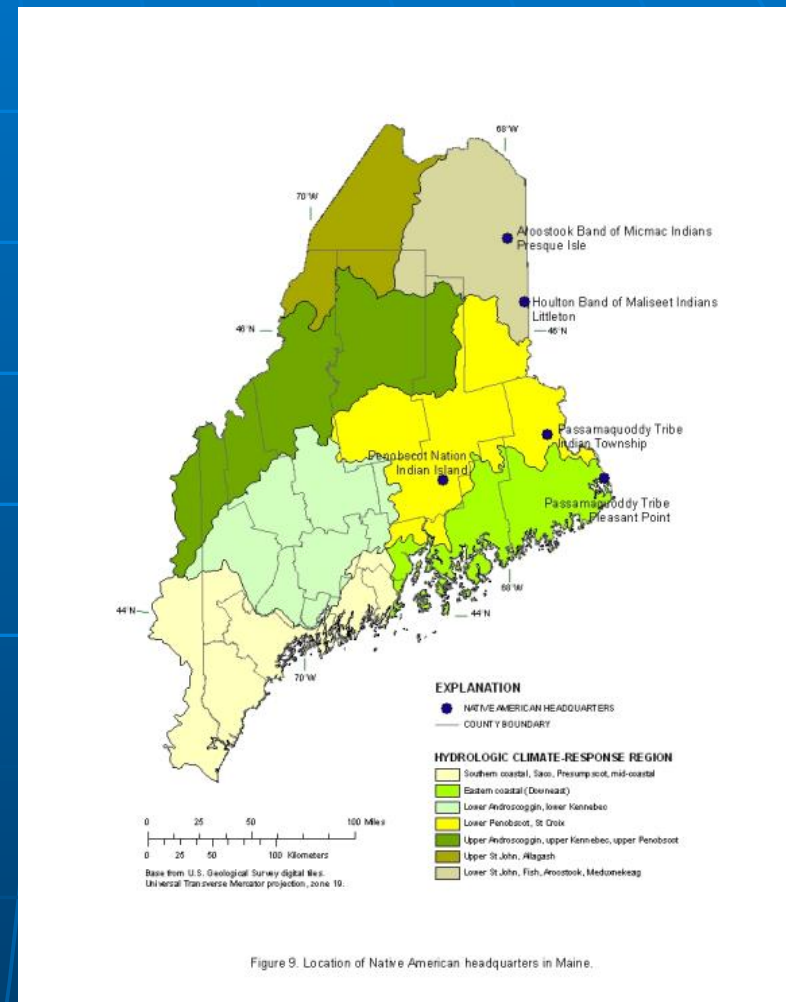 68°W
70°W
Aroostook Band of Micmac Indians
Presque Isle
Houlton Band of Maliseet Indians
Littleton
46°N
46°N
Passamaquoddy Tribe
Indian Township
Penobecot Nation
Indian Island
Passamaquoddy Tribe
Pleasant Point
68°W
44°N
44°N
70°W
EXPLANATION
NATIVE AMERICAN HEADQUARTERS
COUNTY BOUNDARY
HYDROLOGIC CLIMATE-RESPONSE REGION
Southern coastal, Saco, Presumpscot, mid-coastal
Eastern coastal (Downeast)
Lower Androscoggin, lower Kennebec
Lower Penobscot, St Croix
Upper Androscoggin, upper Kennebec, upper Penobscot
Upper St John, Allagash
Lower St John, Fish, Aroostook, Meduxnekeag
0 25 50 100 Miles
0 25 50 100 Kilometers
Base from U.S. Geological Survey digital files.
Universal Transverse Mercator projection, zone 19.
Figure 9. Location of Native American headquarters in Maine.